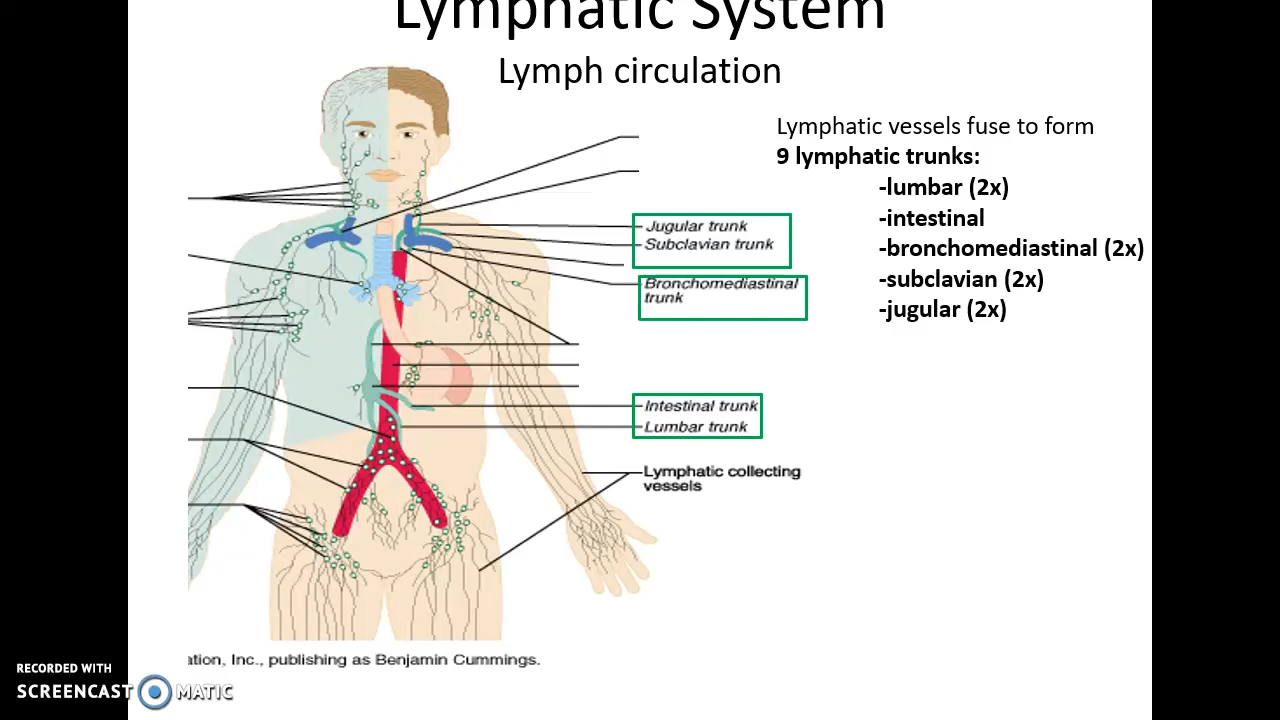 Lymphatic System
Lymph circulation
Lymphatic vessels fuse to form
9 lymphatic trunks:
-lumbar (2x)
-intestinal
-bronchomediastinal (2x)
-subclavian (2x)
-jugular (2x)
Jugular trunk
Subclavian trunk
Bronchomediastinal
trunk
Intestinal trunk
Lumbar trunk
Lymphatic collecting
vessels
ation, Inc., publishing as Benjamin Cummings.
RECORDED WITH
SCREENCAST MATIC